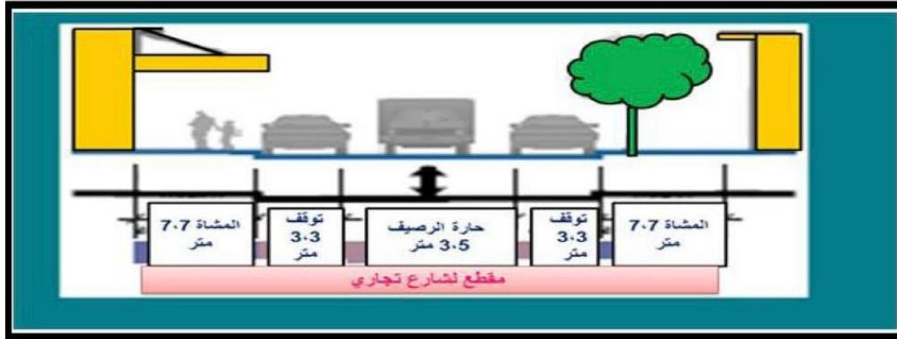 المشاة 7.7
متر
توقف
3.3
متر
حارة الرصيف
3.5 متر
توقف
3.3
متر
المشاة 7.7
متر
مقطع لشارع تجاري